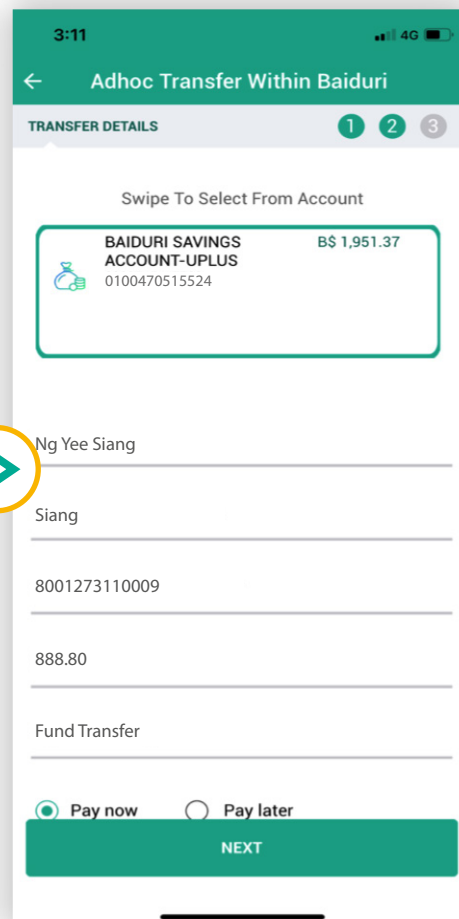 3:11
4G
Adhoc Transfer Within Baiduri
TRANSFER DETAILS
1 2 3
Swipe To Select From Account
BAIDURI SAVINGS B$ 1,951.37
ACCOUNT-UPLUS
0100470515524
Ng Yee Siang
Siang
8001273110009
888.80
Fund Transfer
Pay now Pay later
NEXT